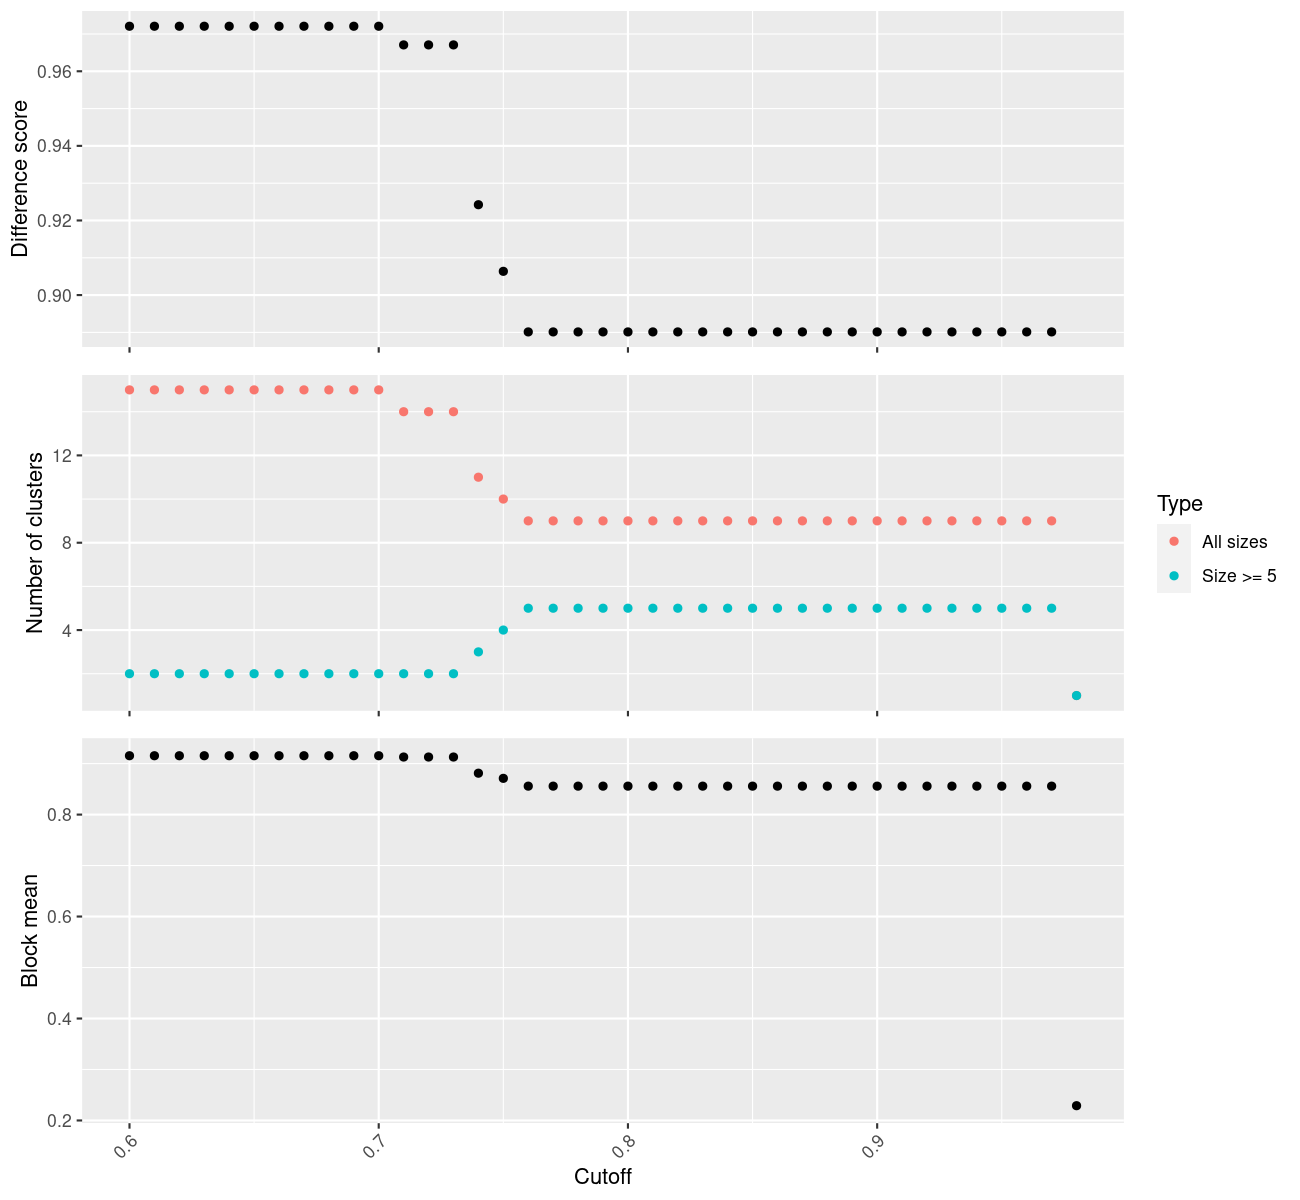 Difference score
0.96
0.94
0.92
0.90
Number of clusters
12
8
4
Type
All sizes
Size >= 5
Block mean
0.8
0.6
0.4
0.2
0.6 0.7 0.8 0.9
Cutoff